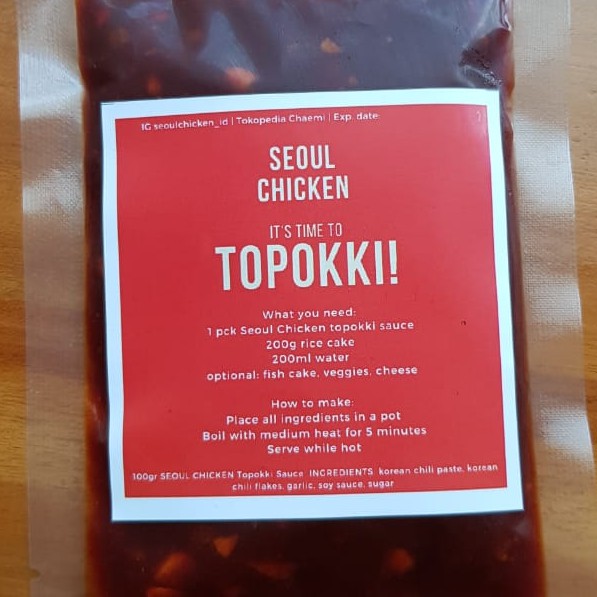 IG seoulchicken_id | Tokopedia Chaemi | Exp. date:
SEOUL
CHICKEN
IT'S TIME TO
TOPOKKI!
What you need:
1 pck Seoul Chicken topokki sauce
200g rice cake
200ml water
optional: fish cake, veggies, cheese
How to make:
Place all ingredients in a pot
Boil with medium heat for 5 minutes
Serve while hot
100gr SEOUL CHICKEN Topokki Sauce INGREDIENTS: korean chili paste, korean
chili flakes, garlic, soy sauce, sugar